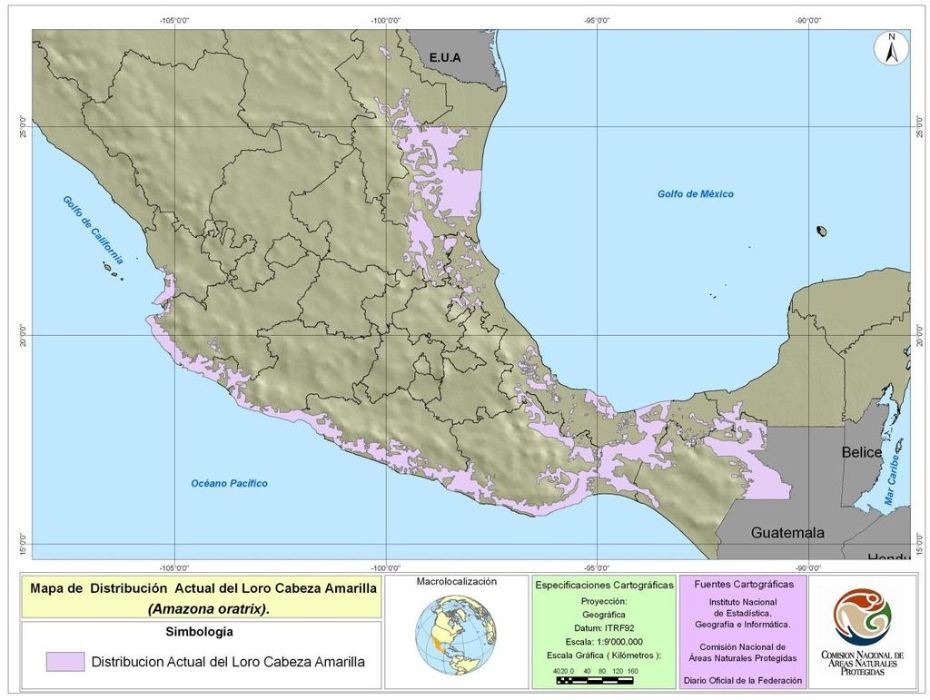 -105°0'0"
-100°0'0"
-95°0'0"
-90°0'0"
N
E.U.A
25°0'0"
25°0'0"
Golfo de México
Golfo de California
20°0'0"
20°0'0"
Belice
Mar Caribe
Océano Pacífico
Guatemala
15°0'0"
15°0'0"
Hondu
-105°0'0"
-100°0'0"
-95°0'0"
-90°0'0"
Mapa de Distribución Actual del Loro Cabeza Amarilla
(Amazona oratrix).
Simbología
Distribucion Actual del Loro Cabeza Amarilla
Macrolocalización
Especificaciones Cartográficas
Proyección:
Geográfica
Datum: ITRF92
Escala: 1:9'000.000
Escala Gráfica ( Kilómetros ):
4020 0 40 80 120 160
Fuentes Cartográficas
Instituto Nacional
de Estadística,
Geografía e Informática.
Comisión Nacional de
Áreas Naturales Protegidas
Diario Oficial de la Federación
COMISION NACIONAL DE
ÁREAS NATURALES
PROTEGIDAS